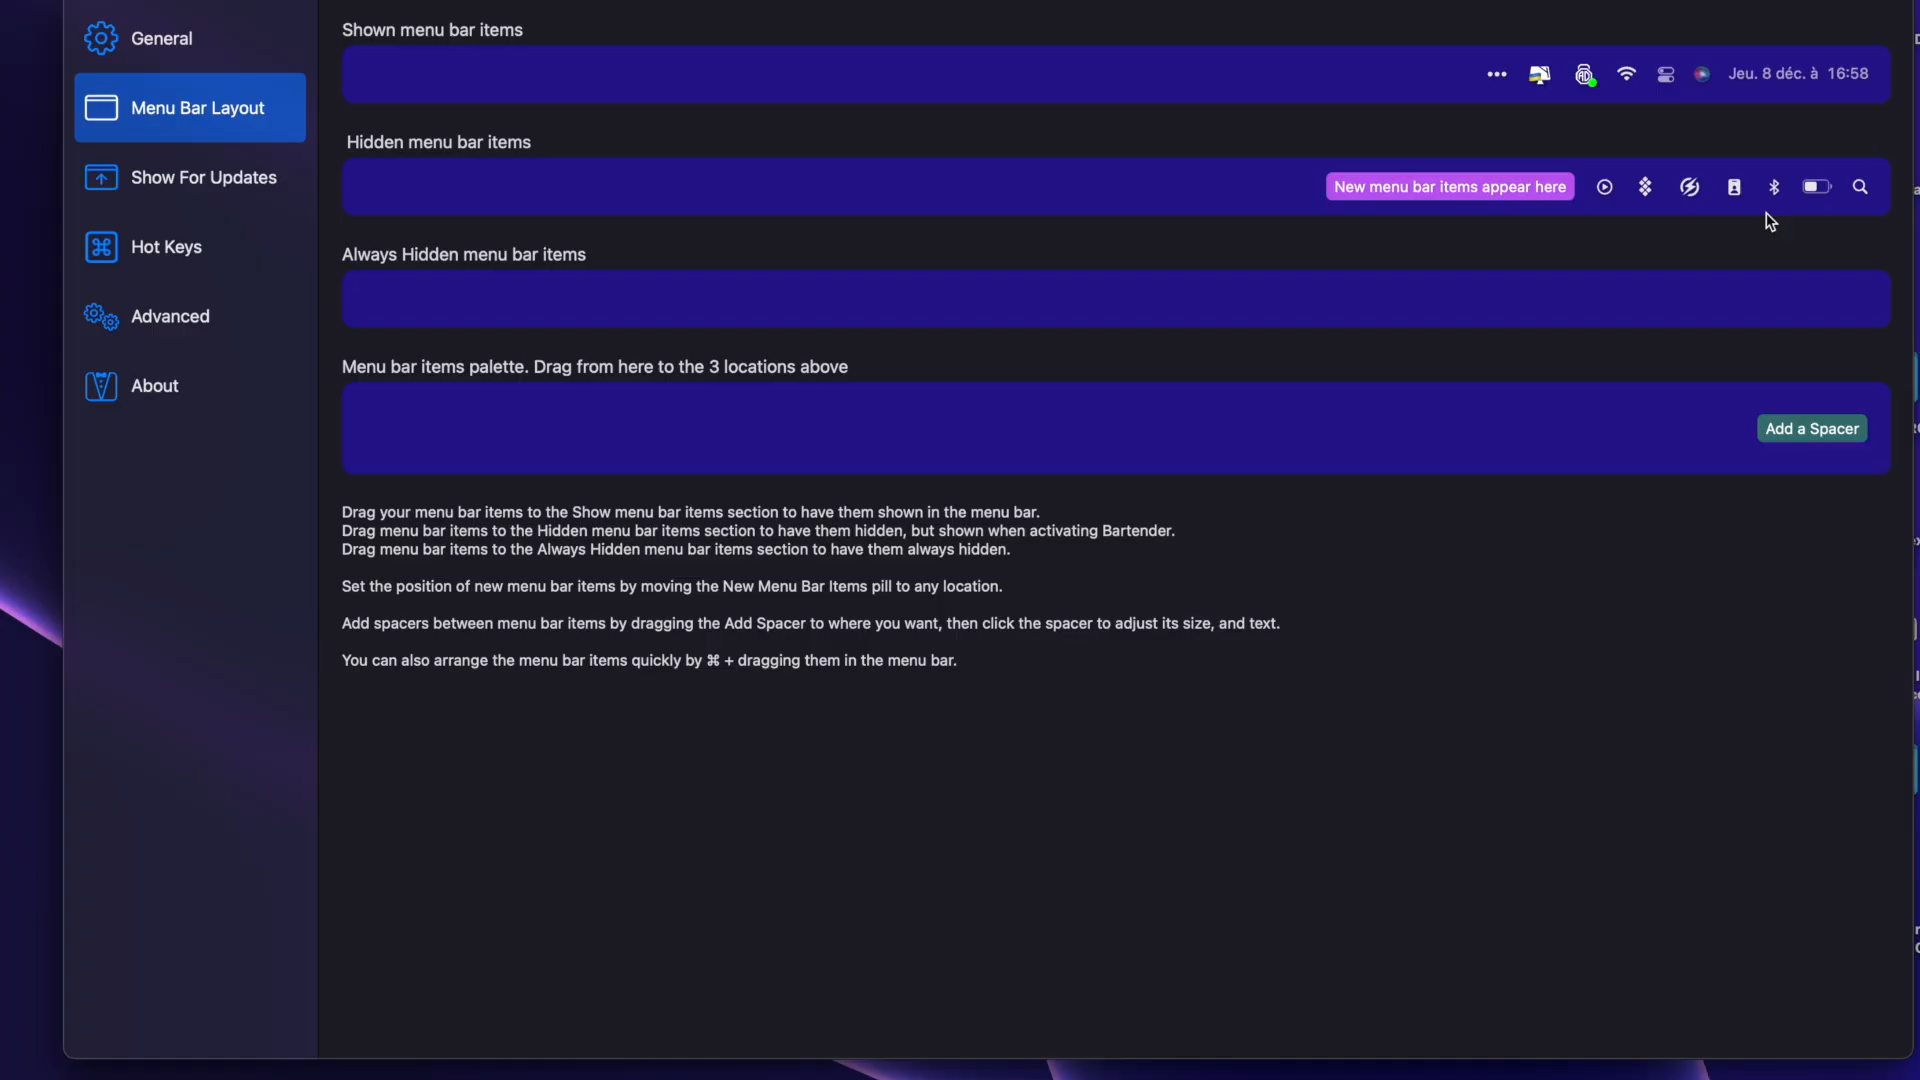 General
Menu Bar Layout
Show For Updates
Hot Keys
Advanced
About
Shown menu bar items
Jeu. 8 déc. à 16:58
Hidden menu bar items
New menu bar items appear here
Always Hidden menu bar items
Menu bar items palette. Drag from here to the 3 locations above
Add a Spacer
Drag your menu bar items to the Show menu bar items section to have them shown in the menu bar.
Drag menu bar items to the Hidden menu bar items section to have them hidden, but shown when activating Bartender.
Drag menu bar items to the Always Hidden menu bar items section to have them always hidden.
Set the position of new menu bar items by moving the New Menu Bar Items pill to any location.
Add spacers between menu bar items by dragging the Add Spacer to where you want, then click the spacer to adjust its size, and text.
You can also arrange the menu bar items quickly by ⌘ + dragging them in the menu bar.